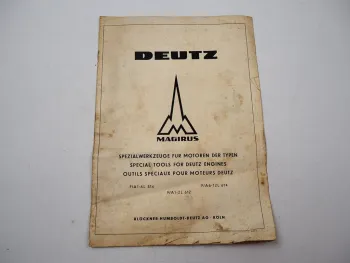 DEUTZ
MAGIRUS
SPEZIALWERKZEUGE FÜR MOTOREN DER TYPEN
SPECIAL-TOOLS FOR DEUTZ ENGINES
OUTILS SPECIAUX POUR MOTEURS DEUTZ
KLÖCKNER-HUMBOLDT-DEUTZ AG KÖLN